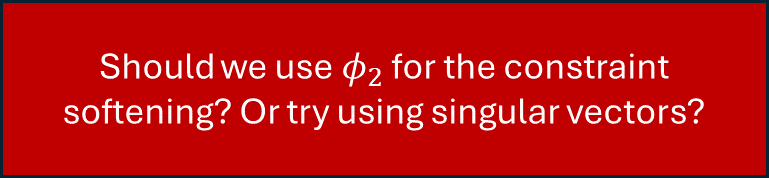 Should we use 𝜙₂ for the constraint
softening? Or try using singular vectors?